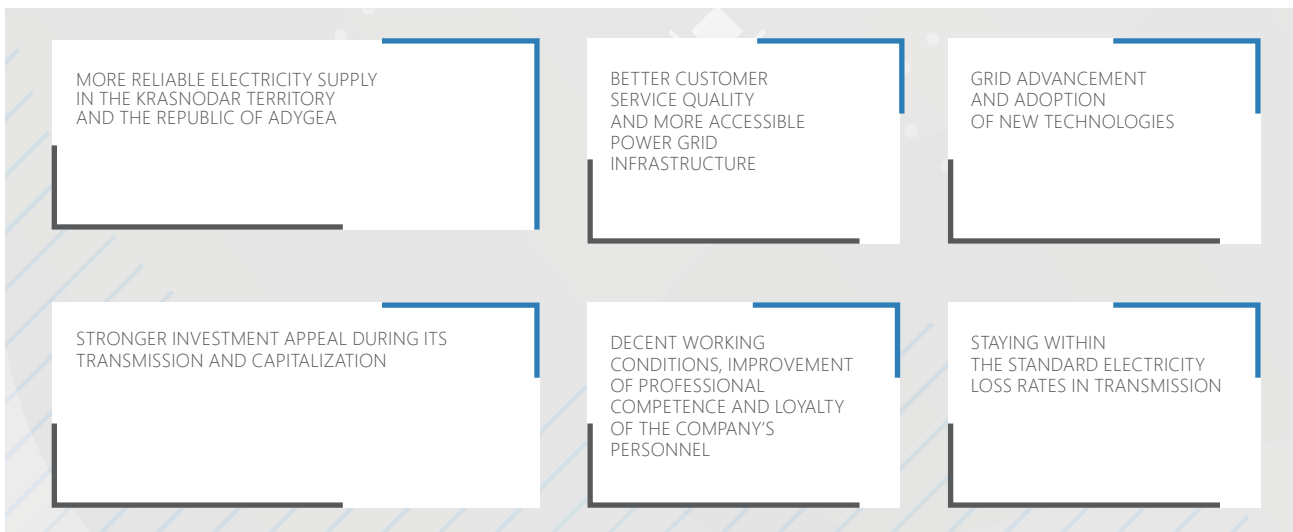 MORE RELIABLE ELECTRICITY SUPPLY
IN THE KRASNODAR TERRITORY
AND THE REPUBLIC OF ADYGEA
BETTER CUSTOMER
SERVICE QUALITY
AND MORE ACCESSIBLE
POWER GRID
INFRASTRUCTURE
GRID ADVANCEMENT
AND ADOPTION
OF NEW TECHNOLOGIES
STRONGER INVESTMENT APPEAL DURING ITS
TRANSMISSION AND CAPITALIZATION
DECENT WORKING
CONDITIONS, IMPROVEMENT
OF PROFESSIONAL
COMPETENCE AND LOYALTY
OF THE COMPANY’S
PERSONNEL
STAYING WITHIN
THE STANDARD ELECTRICITY
LOSS RATES IN TRANSMISSION